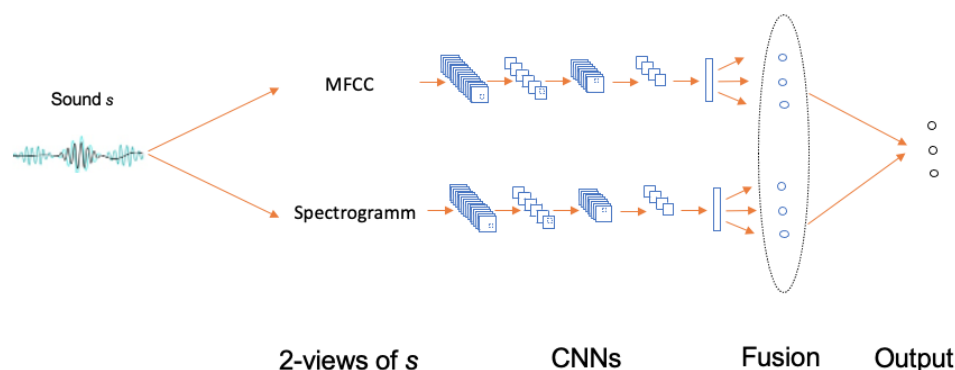 Sound s
MFCC
Spectrogramm
2-views of s
CNNs
Fusion
Output